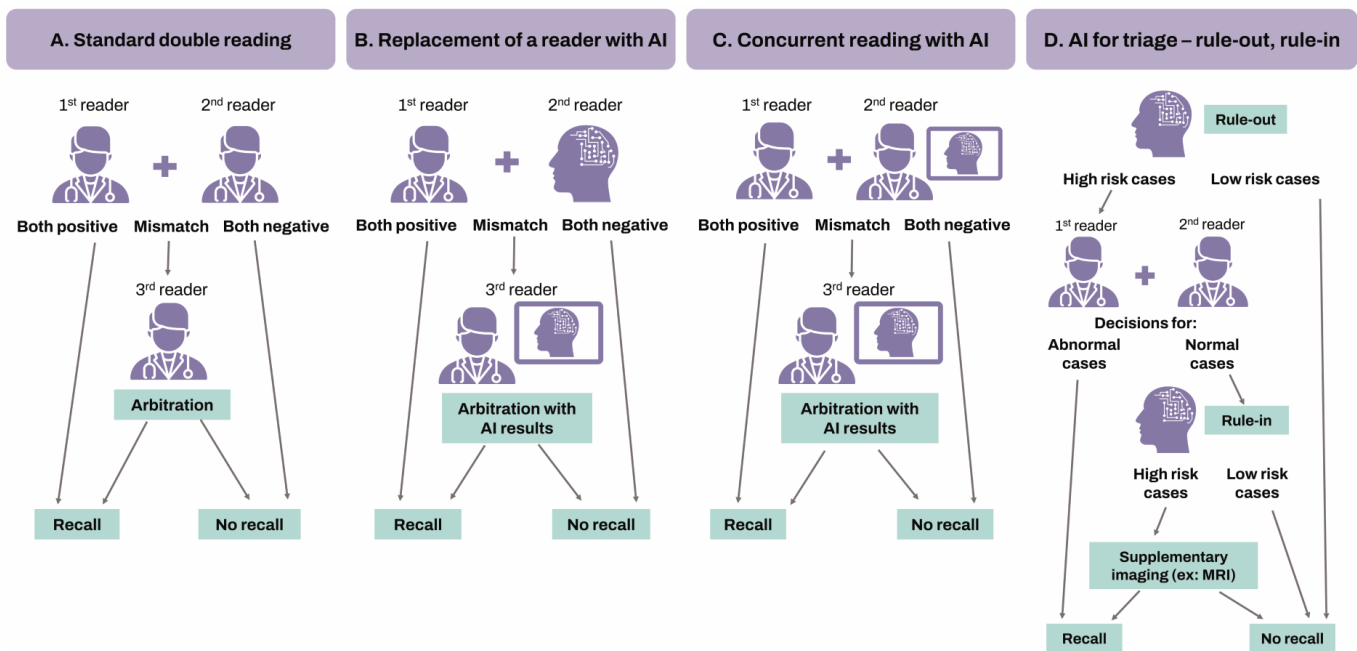 A. Standard double reading
1st reader
2nd reader
Both positive
Mismatch
Both negative
3rd reader
Arbitration
Recall
No recall
B. Replacement of a reader with AI
1st reader
2nd reader
Both positive
Mismatch
Both negative
3rd reader
Arbitration with
AI results
Recall
No recall
C. Concurrent reading with AI
1st reader
2nd reader
Both positive
Mismatch
Both negative
3rd reader
Arbitration with
AI results
Recall
No recall
D. AI for triage – rule-out, rule-in
Rule-out
High risk cases
Low risk cases
1st reader
2nd reader
Decisions for:
Abnormal
cases
Normal
cases
Rule-in
High risk
cases
Low risk
cases
Supplementary
imaging (ex: MRI)
Recall
No recall